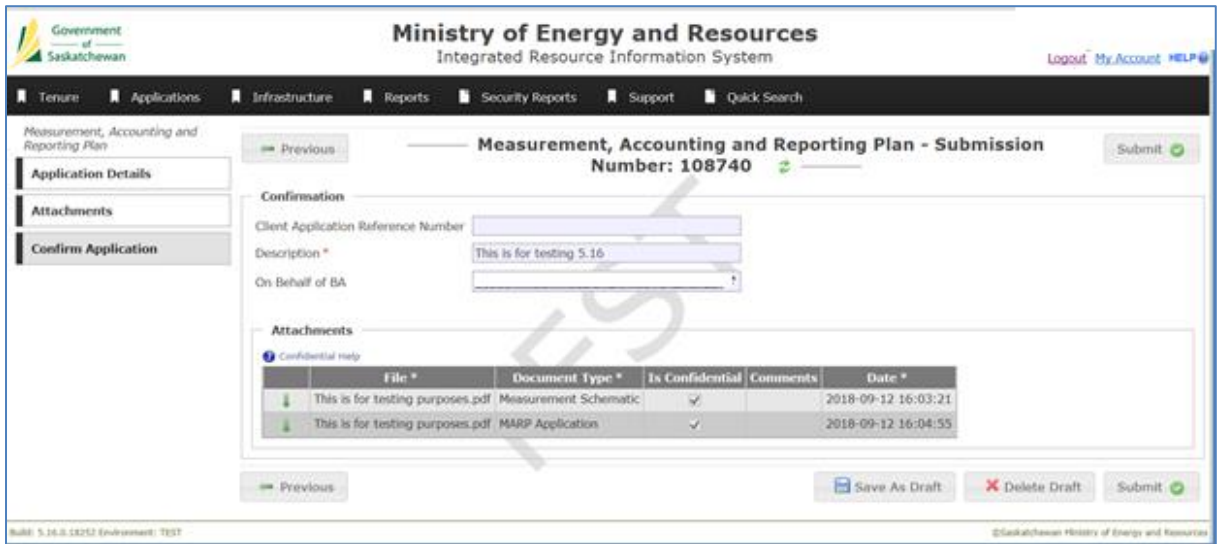 Government
of
Saskatchewan
Ministry of Energy and Resources
Integrated Resource Information System
Logout My Account HELP
Tenure Applications Infrastructure Reports Security Reports Support Quick Search
Measurement, Accounting and
Reporting Plan
Application Details
Attachments
Confirm Application
Previous
Measurement, Accounting and Reporting Plan - Submission
Number: 108740
Submit
Confirmation
Client Application Reference Number
Description * This is for testing 5.16
On Behalf of BA
Attachments
Confidential Help
File * Document Type * Is Confidential Comments Date *
This is for testing purposes.pdf Measurement Schematic 2018-09-12 16:03:21
This is for testing purposes.pdf MARP Application 2018-09-12 16:04:55
TEST
Previous Save As Draft Delete Draft Submit
Build: 5.16.0.18252 Environment: TEST ©Saskatchewan Ministry of Energy and Resources